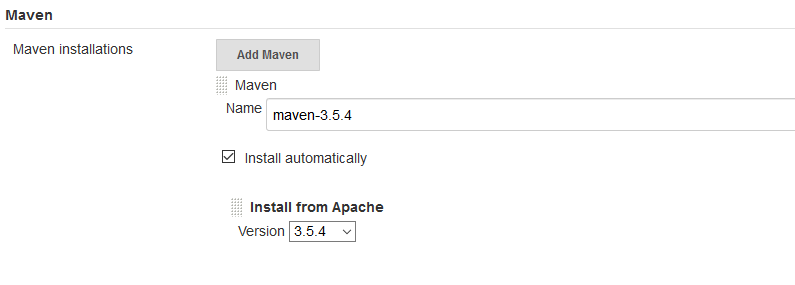 Maven
Maven installations
Add Maven
Maven
Name maven-3.5.4
Install automatically
Install from Apache
Version 3.5.4